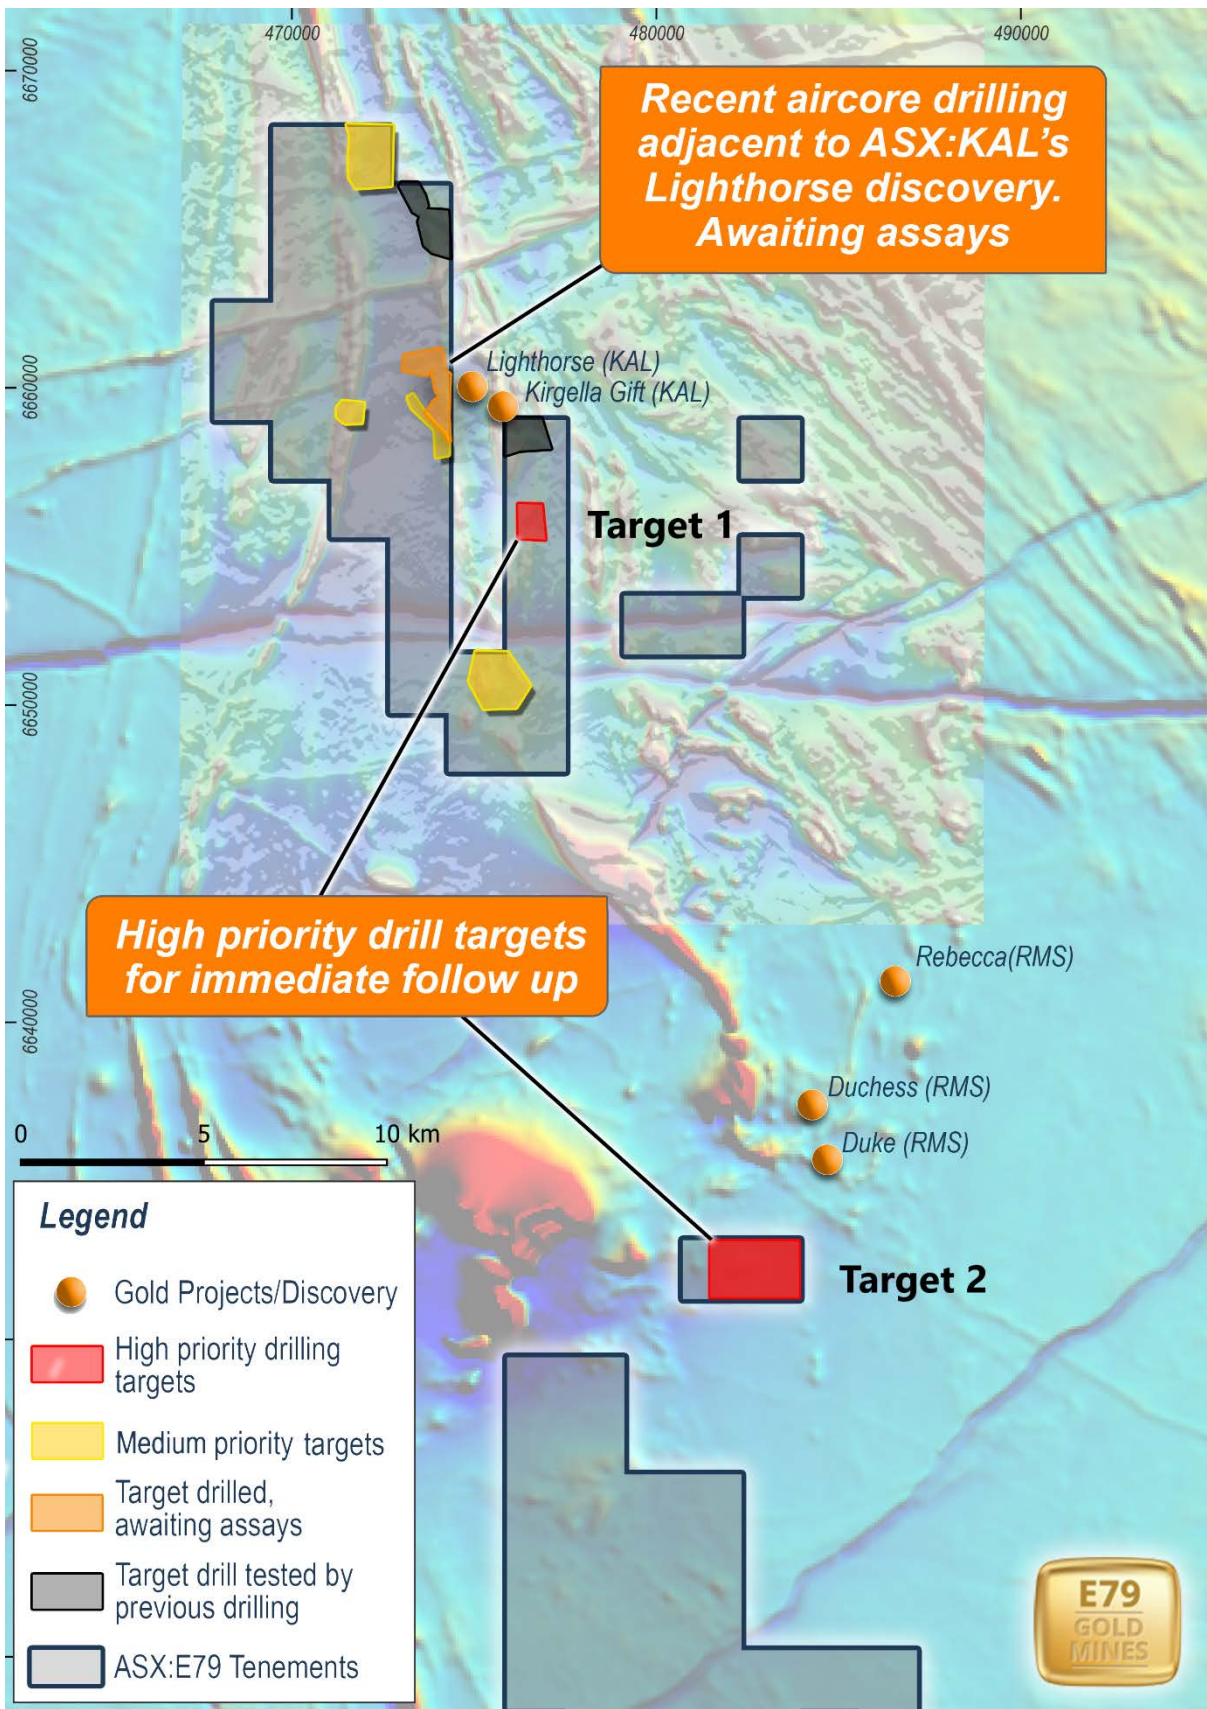 470000
480000
490000
6670000
6660000
6650000
6640000
Recent aircore drilling
adjacent to ASX:KAL's
Lighthorse discovery.
Awaiting assays
Lighthorse (KAL)
Kirgella Gift (KAL)
Target 1
High priority drill targets
for immediate follow up
Rebecca(RMS)
Duchess (RMS)
Duke (RMS)
Target 2
0 5 10 km
Legend
Gold Projects/Discovery
High priority drilling
targets
Medium priority targets
Target drilled,
awaiting assays
Target drill tested by
previous drilling
ASX:E79 Tenements
E79
GOLD
MINES